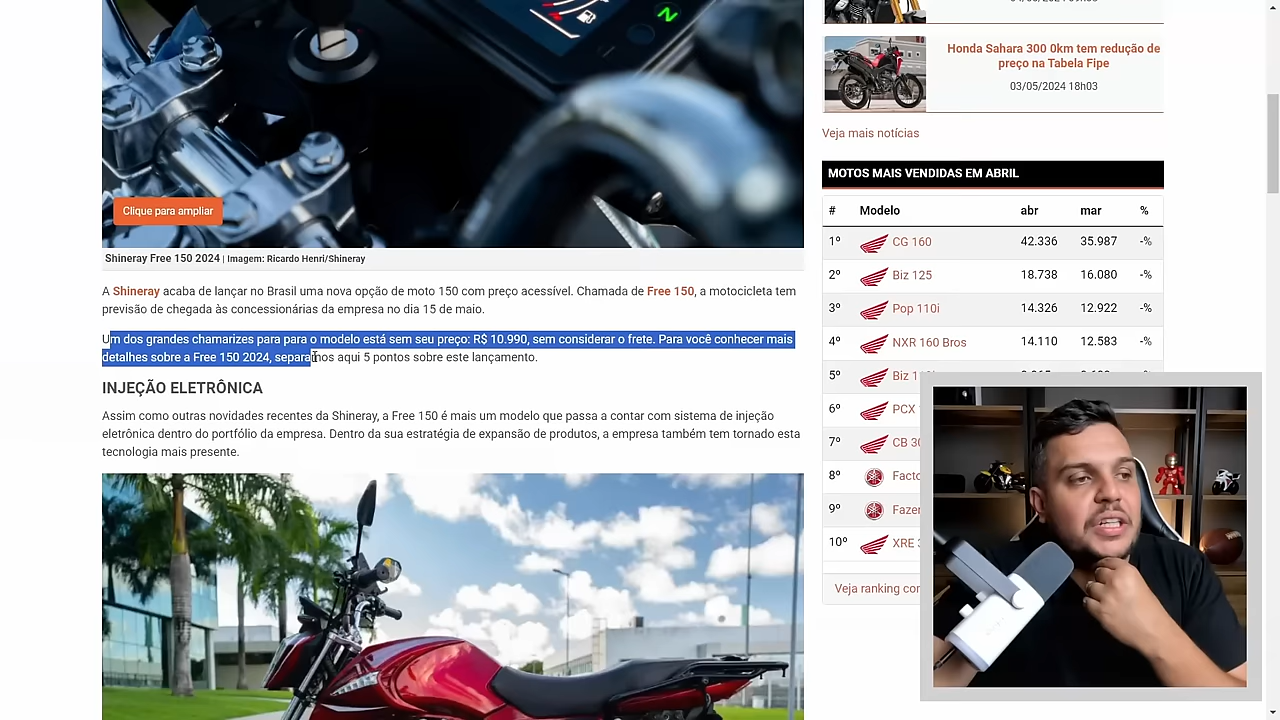 N
Clique para ampliar
Shineray Free 150 2024 | Imagem: Ricardo Henri/Shineray
A Shineray acaba de lançar no Brasil uma nova opção de moto 150 com preço acessível. Chamada de Free 150, a motocicleta tem
previsão de chegada às concessionárias da empresa no dia 15 de maio.
Um dos grandes chamarizes para para o modelo está sem seu preço: R$ 10.990, sem considerar o frete. Para você conhecer mais
detalhes sobre a Free 150 2024, separamos aqui 5 pontos sobre este lançamento.
INJEÇÃO ELETRÔNICA
Assim como outras novidades recentes da Shineray, a Free 150 é mais um modelo que passa a contar com sistema de injeção
eletrônica dentro do portfólio da empresa. Dentro da sua estratégia de expansão de produtos, a empresa também tem tornado esta
tecnologia mais presente.
Honda Sahara 300 0km tem redução de
preço na Tabela Fipe
03/05/2024 18h03
Veja mais notícias
MOTOS MAIS VENDIDAS EM ABRIL
# Modelo abr mar %
1º CG 160 42.336 35.987 -%
2º Biz 125 18.738 16.080 -%
3º Pop 110i 14.326 12.922 -%
4º NXR 160 Bros 14.110 12.583 -%
5º Biz
6º PCX
7º CB
8º
9º
10º XRE
Veja ranking